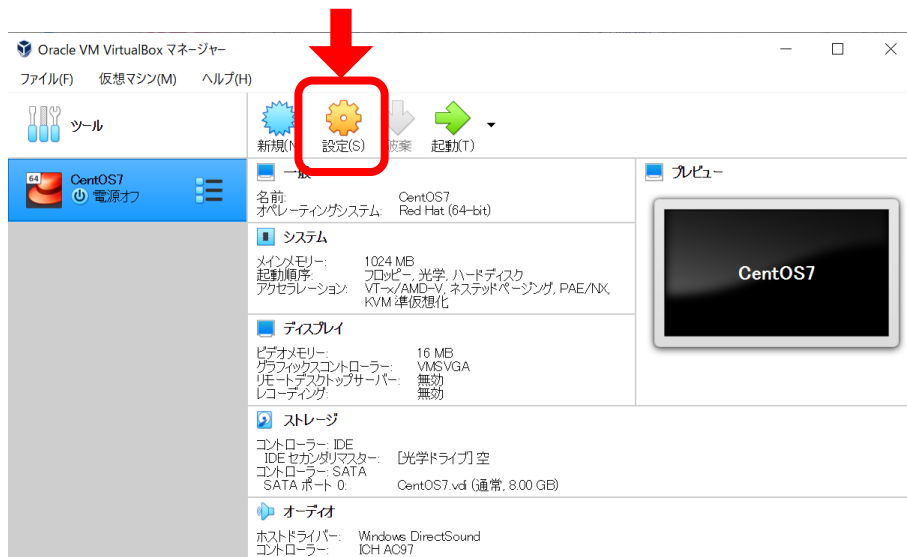 Oracle VM VirtualBox マネージャー
ファイル(F) 仮想マシン(M) ヘルプ(H)
ツール
新規(N 設定(S) 破棄 起動(T)
64 CentOS7
電源オフ
一般
名前: CentOS7
オペレーティングシステム: Red Hat (64-bit)
プレビュー
CentOS7
システム
メインメモリー: 1024 MB
起動順序: フロッピー, 光学, ハードディスク
アクセラレーション: VT-x/AMD-V, ネステッドページング, PAE/NX,
KVM 準仮想化
ディスプレイ
ビデオメモリー: 16 MB
グラフィックスコントローラー: VMSVGA
リモートデスクトップサーバー: 無効
レコーディング: 無効
ストレージ
コントローラー: IDE
IDE セカンダリマスター: [光学ドライブ] 空
コントローラー: SATA
SATA ポート 0: CentOS7.vdi (通常, 8.00 GB)
オーディオ
ホストドライバー: Windows DirectSound
コントローラー: ICH AC97